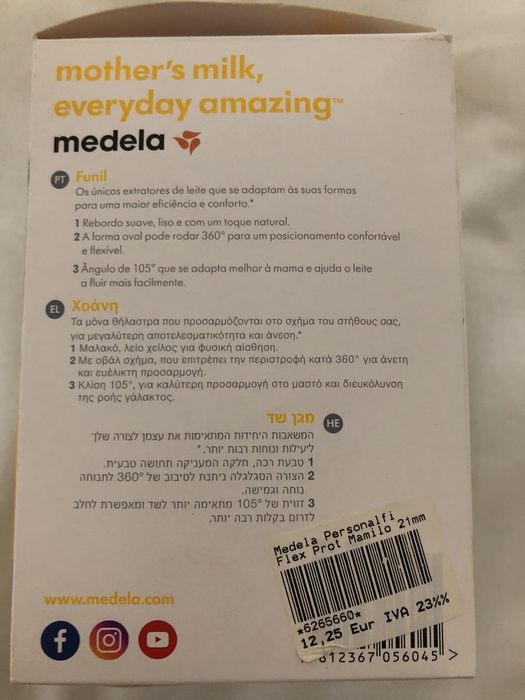 mother's milk,
everyday amazing™
medela
PT Funil
Os únicos extratores de leite que se adaptam às suas formas
para uma maior eficiência e conforto.*
1 Rebordo suave, liso e com um toque natural.
2 A forma oval pode rodar 360° para um posicionamento confortável
e flexível.
3 Ângulo de 105° que se adapta melhor à mama e ajuda o leite
a fluir mais facilmente.
EL Χοάνη
Τα μόνα θήλαστρα που προσαρμόζονται στο σχήμα του στήθους σας,
για μεγαλύτερη αποτελεσματικότητα και άνεση.*
1 Μαλακό, λείο χείλος για φυσική αίσθηση.
2 Με οβάλ σχήμα, που επιτρέπει την περιστροφή κατά 360° για άνετη
και ευέλικτη προσαρμογή.
3 Κλίση 105°, για καλύτερη προσαρμογή στο μαστό και διευκόλυνση
της ροής γάλακτος.
HE מגן שד
המשאבות היחידות המתאימות את עצמן לצורה שלך
ליעילות ונוחות רבות יותר.*
1 טבעת רכה, חלקה המעניקה תחושה טבעית.
2 הצורה הסגלגלה ניתנת לסיבוב של 360° לתנוחה
נוחה וגמישה.
3 זווית של 105° מתאימה יותר לשד ומאפשרת לחלב
לזרום בקלות רבה יותר.
Medela Personalfi
Flex Prot Mamilo 21mm
*6265660*
12,25 Eur IVA 23%%
www.medela.com
612367 056045 >